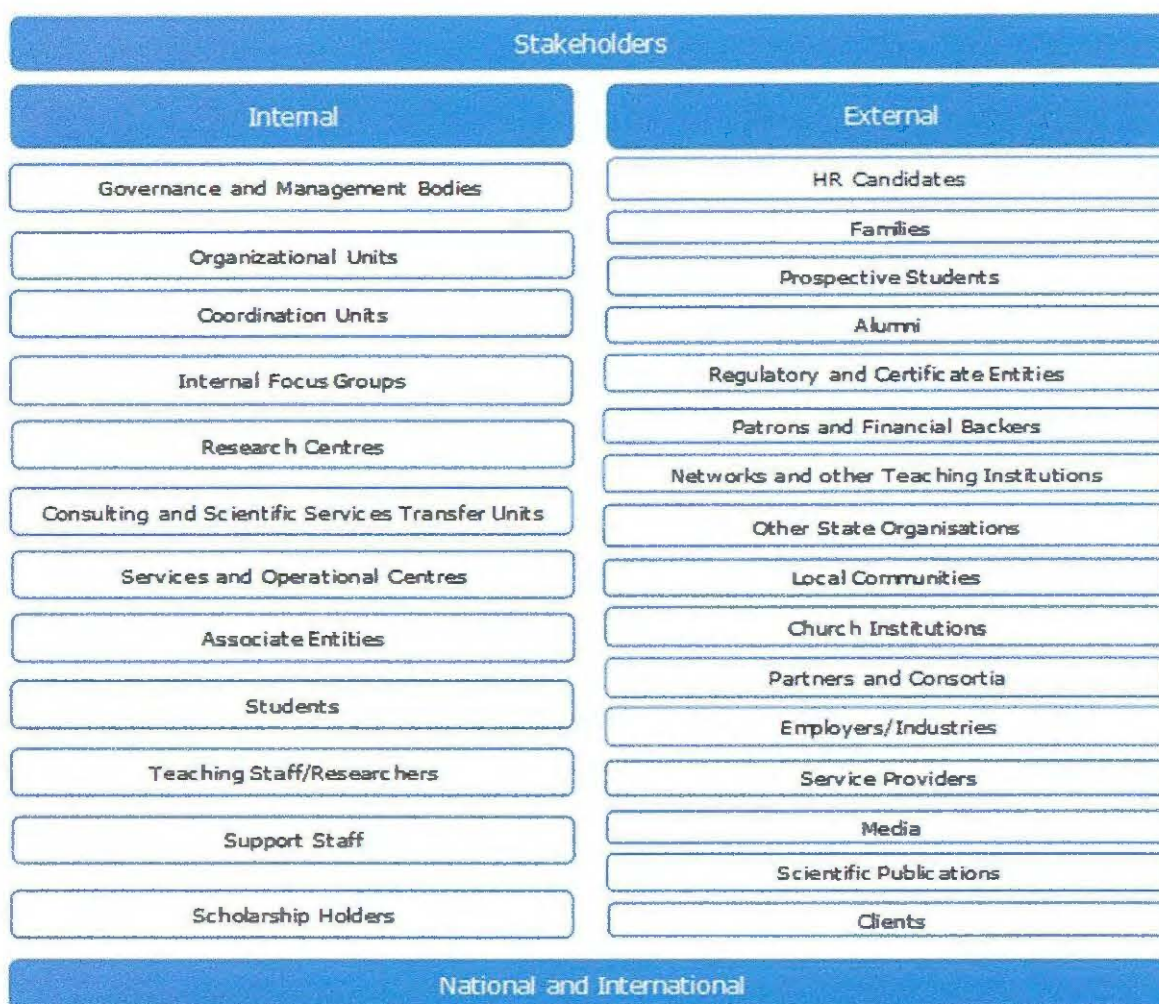 Stakeholders
Internal
Governance and Management Bodies
Organizational Units
Coordination Units
Internal Focus Groups
Research Centres
Consulting and Scientific Services Transfer Units
Services and Operational Centres
Associate Entities
Students
Teaching Staff/Researchers
Support Staff
Scholarship Holders
External
HR Candidates
Families
Prospective Students
Alumni
Regulatory and Certificate Entities
Patrons and Financial Backers
Networks and other Teaching Institutions
Other State Organisations
Local Communities
Church Institutions
Partners and Consortia
Employers/Industries
Service Providers
Media
Scientific Publications
Clients
National and International